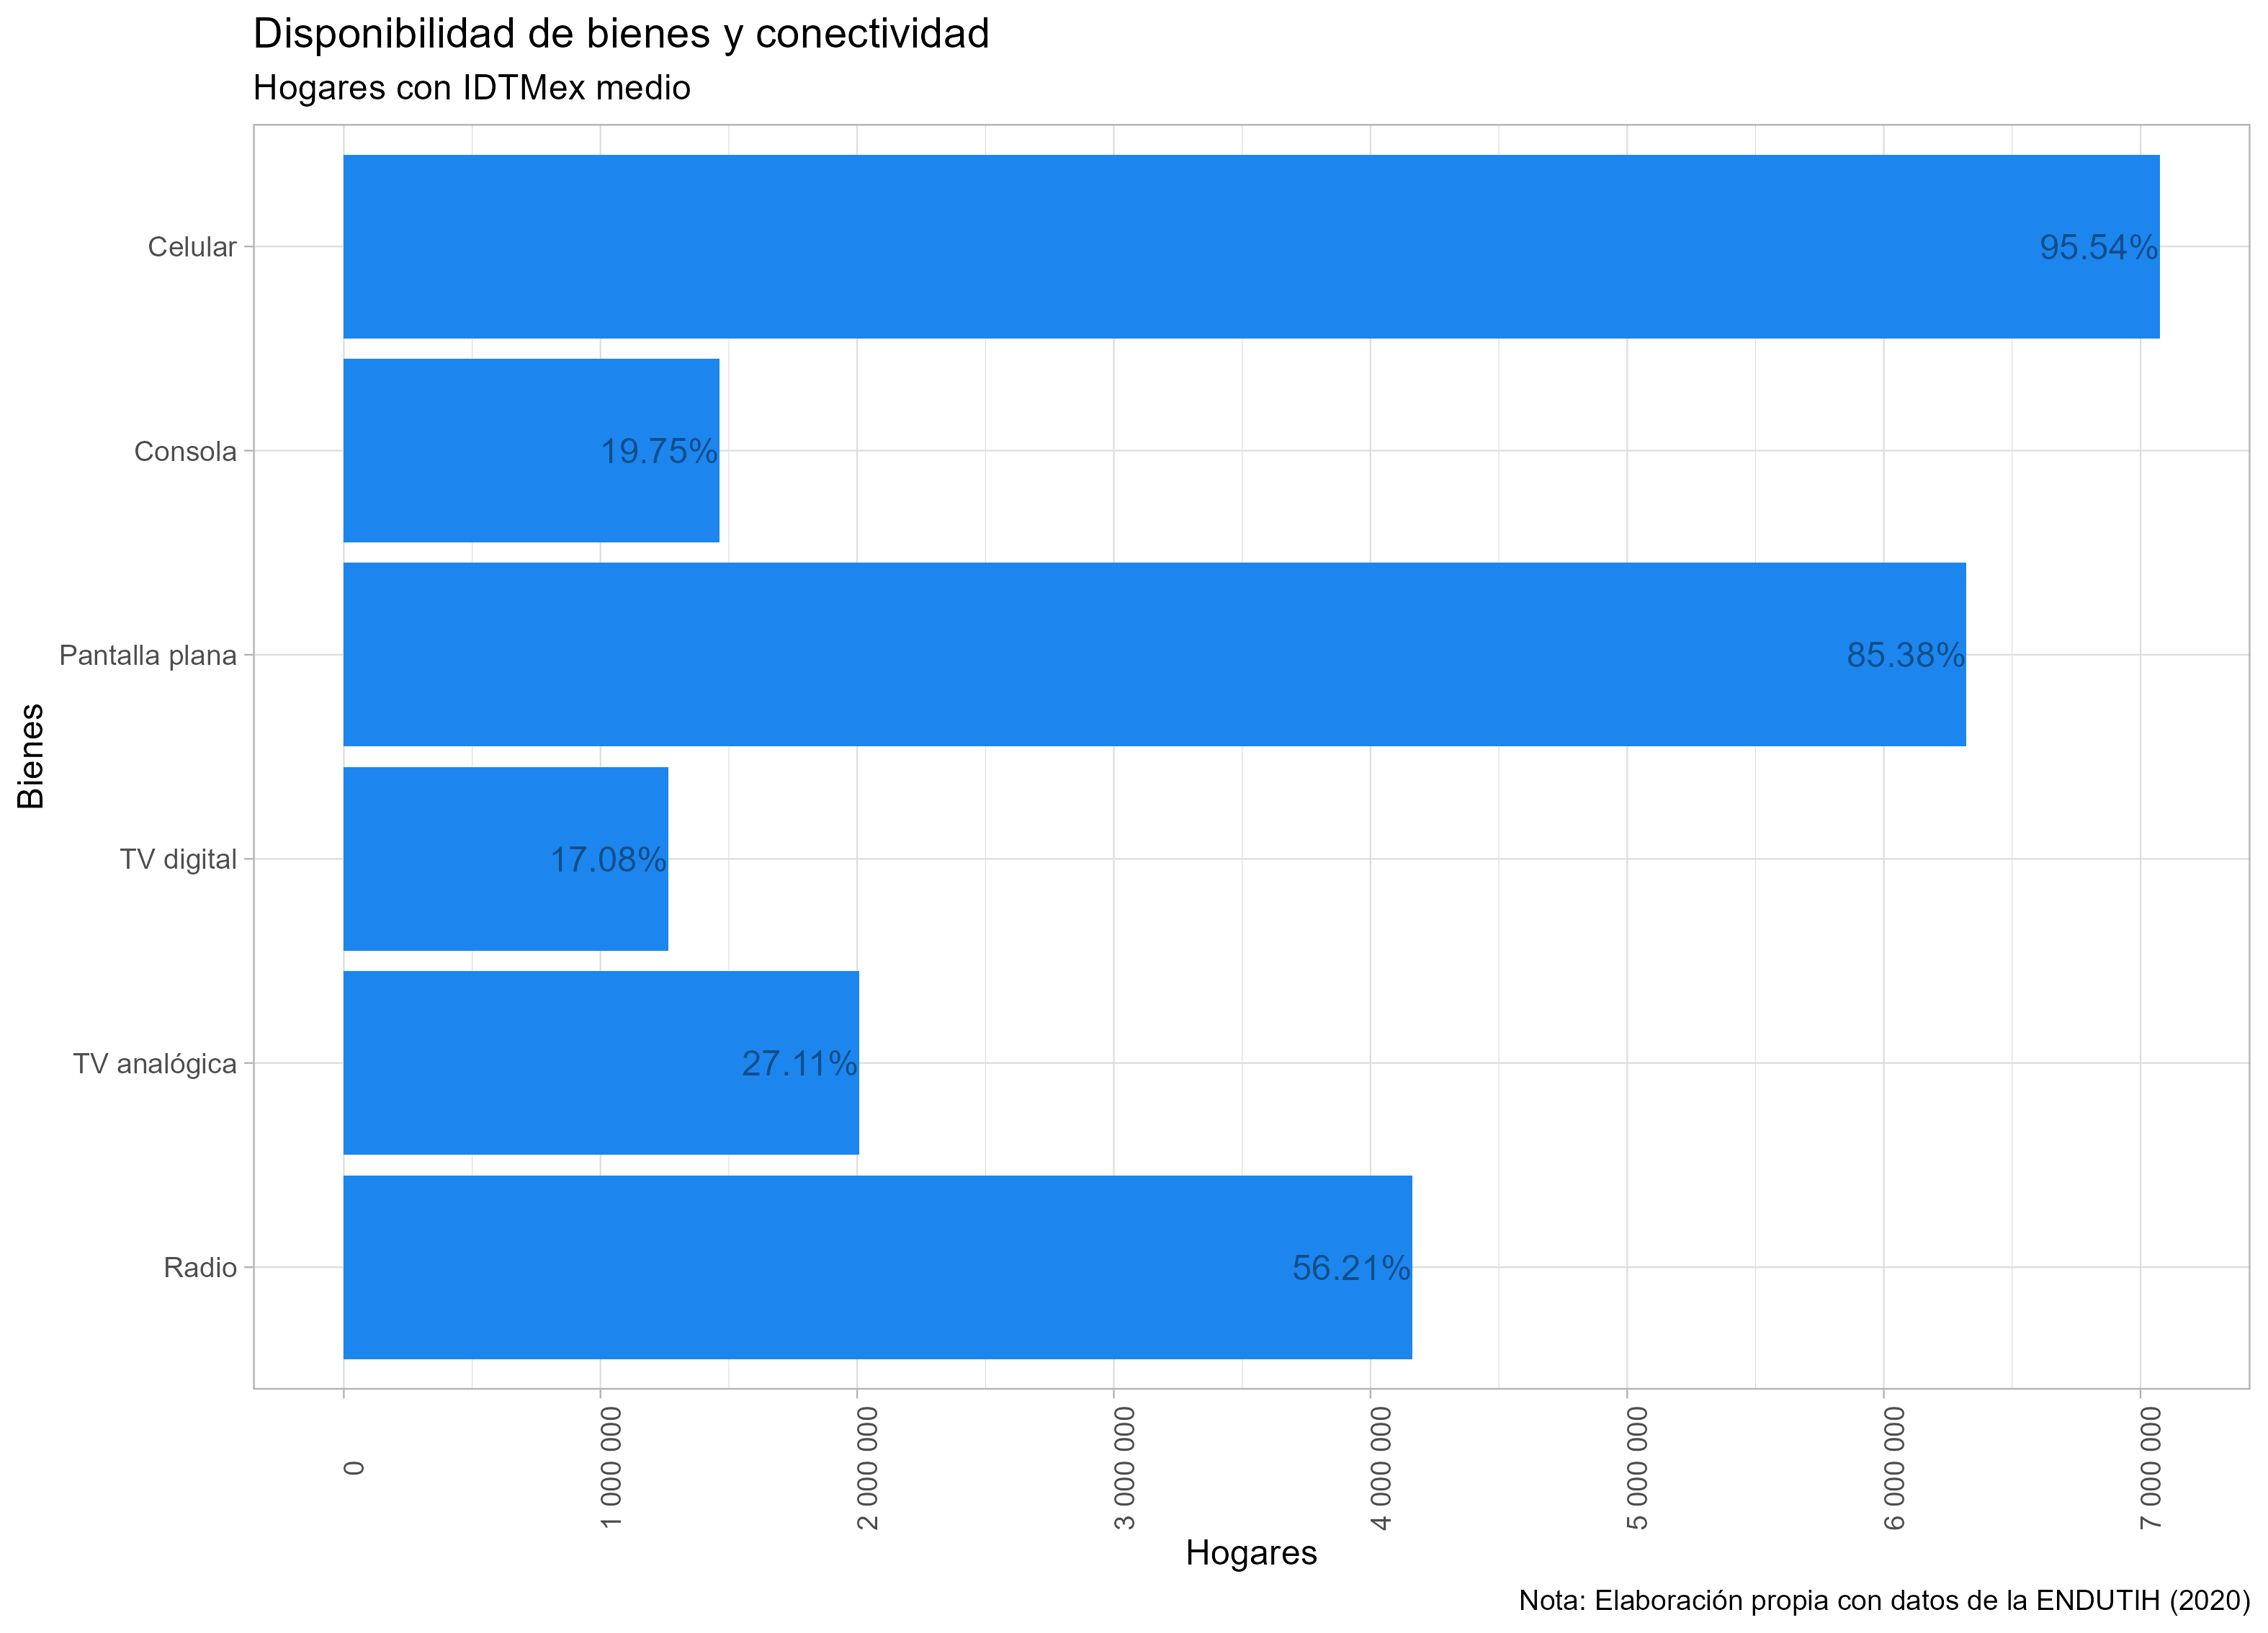 Disponibilidad de bienes y conectividad
Hogares con IDTMex medio
Bienes
Celular
95.54%
Consola
19.75%
Pantalla plana
85.38%
TV digital
17.08%
TV analógica
27.11%
Radio
56.21%
0
1 000 000
2 000 000
3 000 000
4 000 000
5 000 000
6 000 000
7 000 000
Hogares
Nota: Elaboración propia con datos de la ENDUTIH (2020)